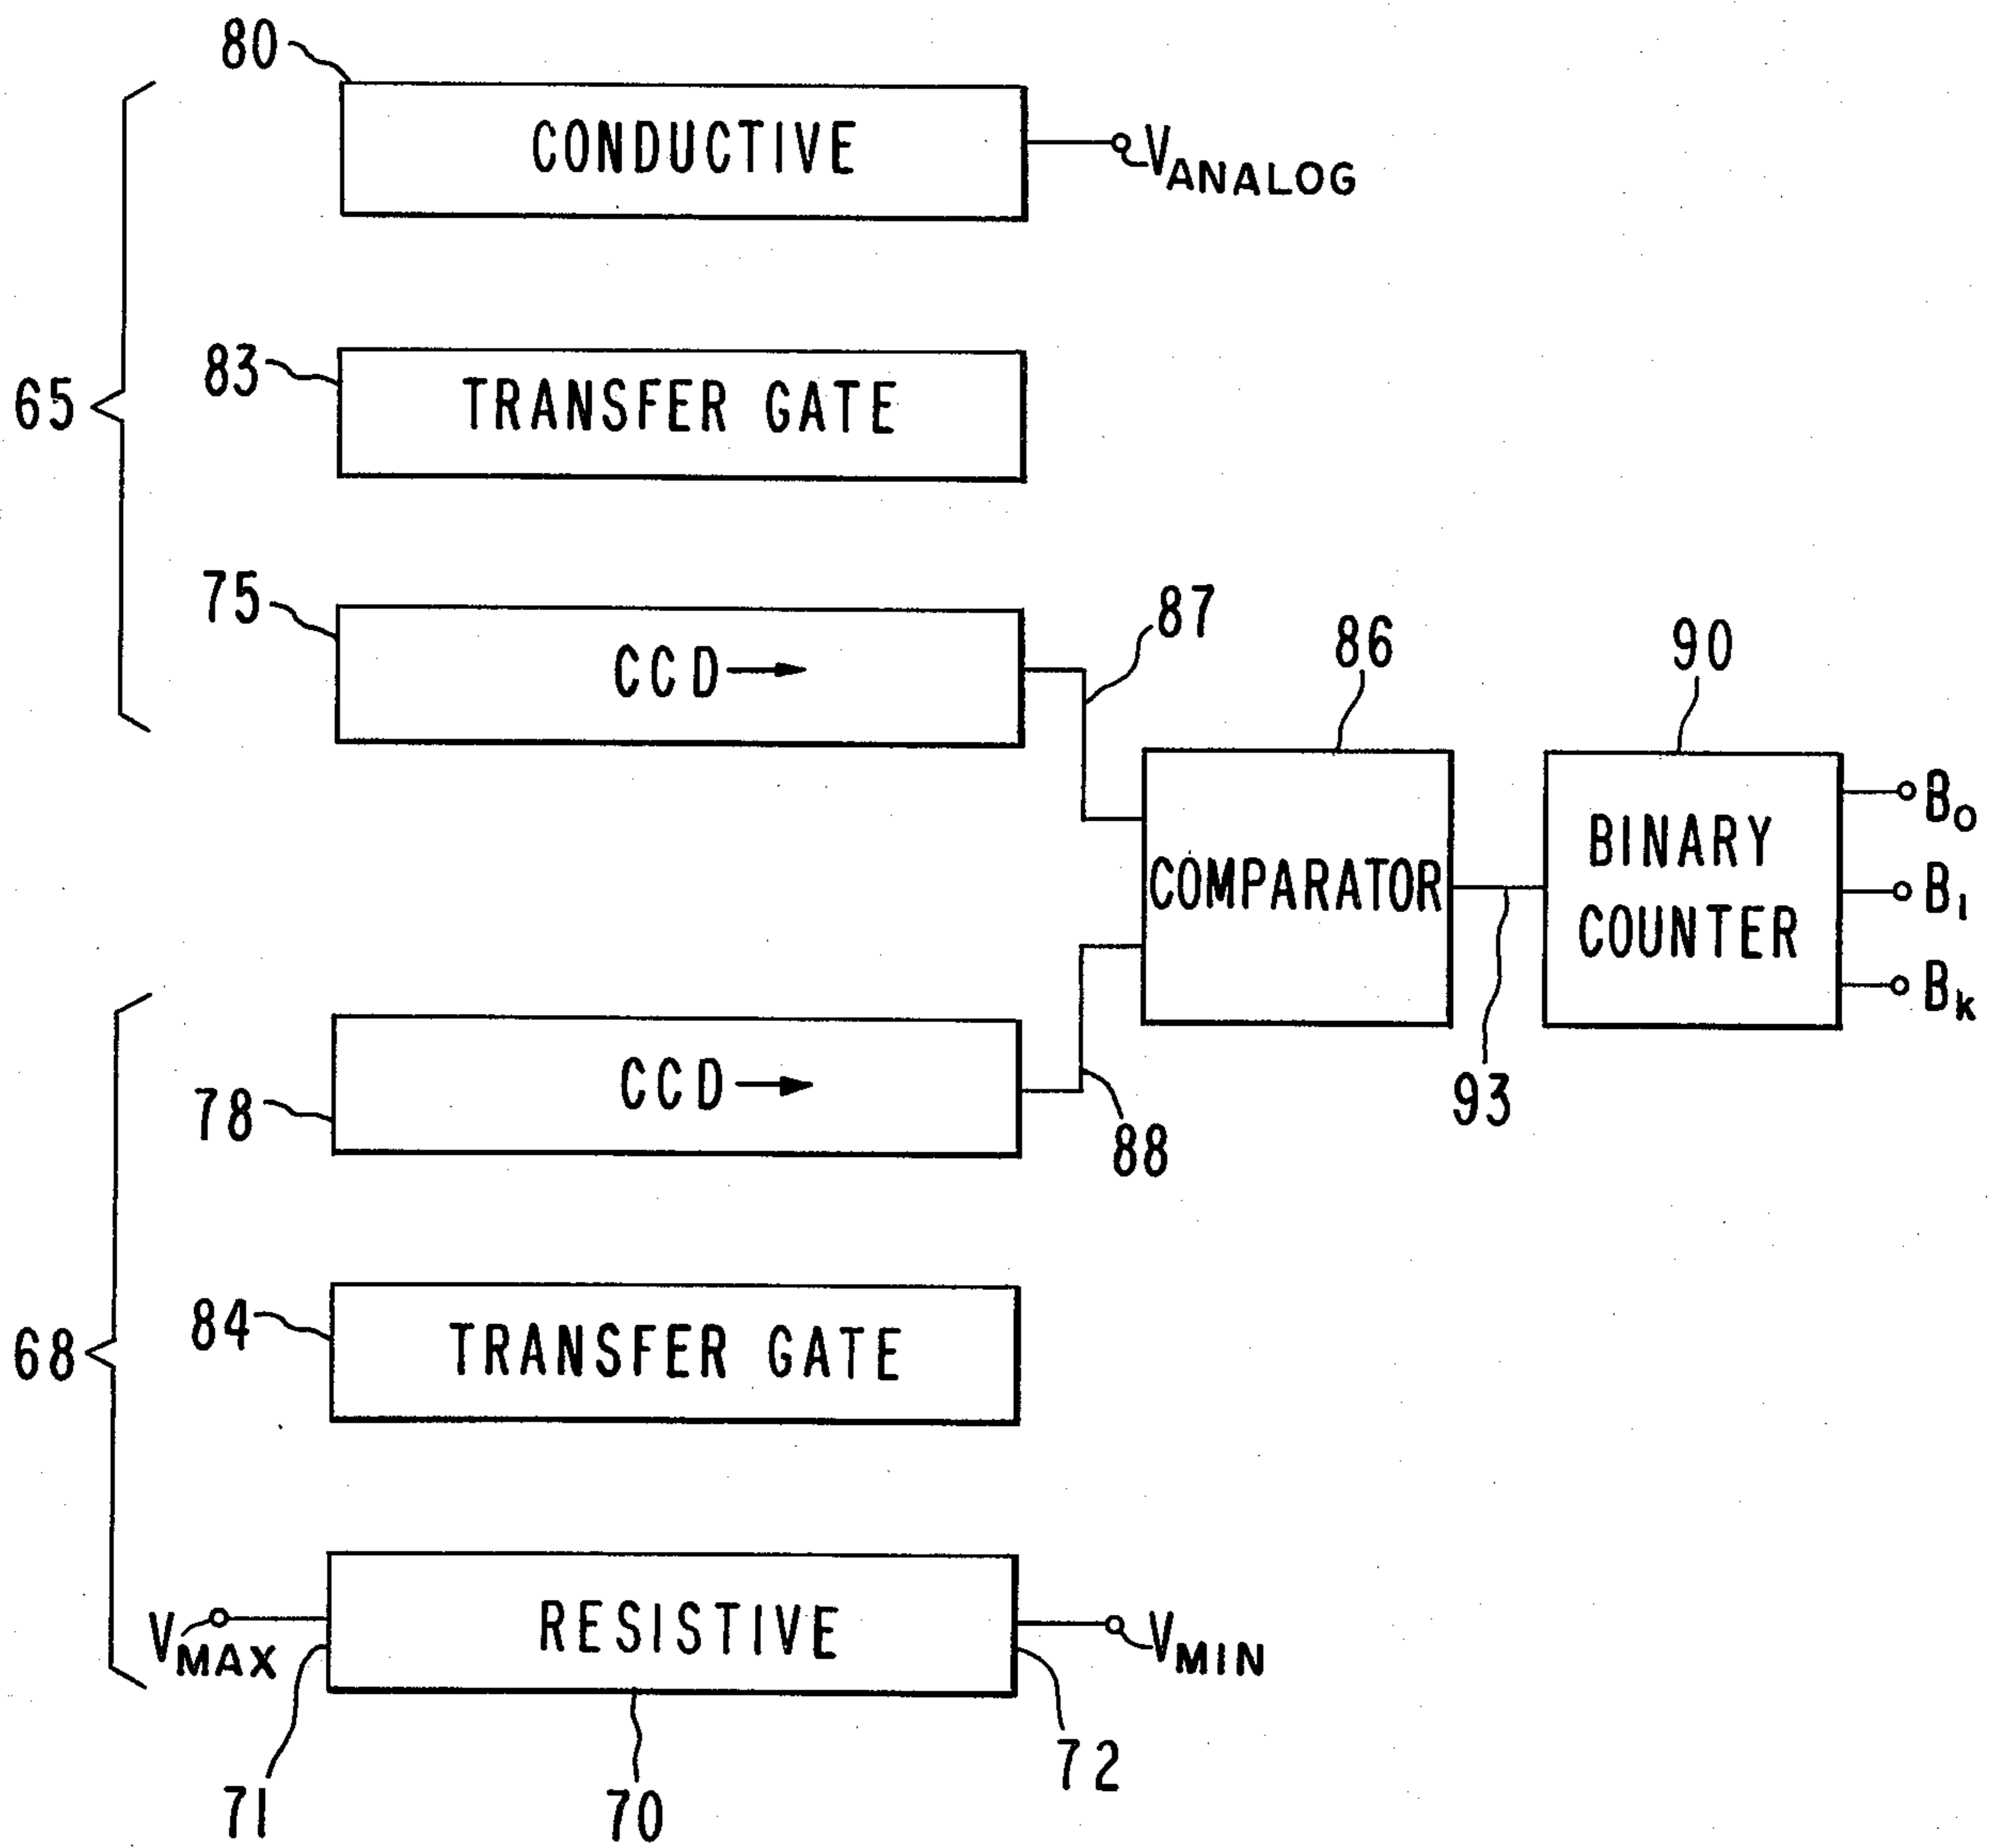 80
CONDUCTIVE
VANALOG
83
TRANSFER GATE
65
75
CCD
87
86
90
COMPARATOR
BINARY
COUNTER
B0
B1
Bk
93
78
CCD
88
84
TRANSFER GATE
68
VMAX
RESISTIVE
VMIN
71
70
72